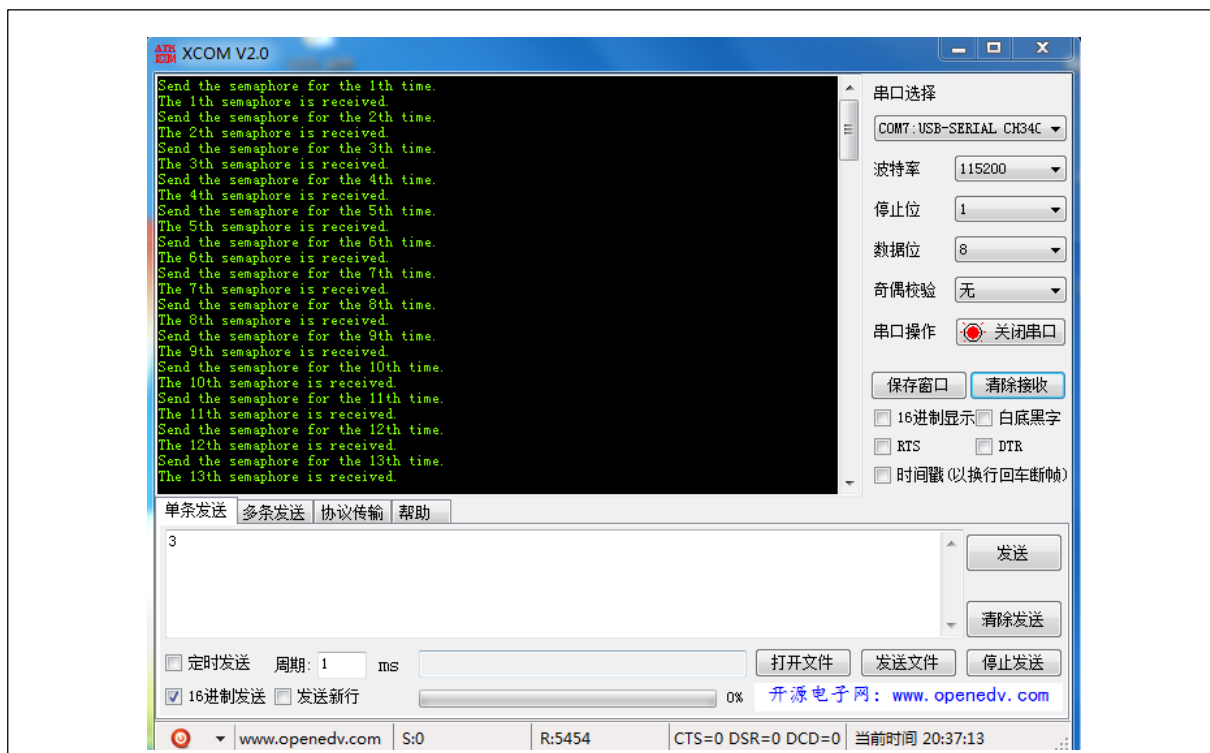 ATK XCOM XCOM V2.0
Send the semaphore for the 1th time.
The 1th semaphore is received.
Send the semaphore for the 2th time.
The 2th semaphore is received.
Send the semaphore for the 3th time.
The 3th semaphore is received.
Send the semaphore for the 4th time.
The 4th semaphore is received.
Send the semaphore for the 5th time.
The 5th semaphore is received.
Send the semaphore for the 6th time.
The 6th semaphore is received.
Send the semaphore for the 7th time.
The 7th semaphore is received.
Send the semaphore for the 8th time.
The 8th semaphore is received.
Send the semaphore for the 9th time.
The 9th semaphore is received.
Send the semaphore for the 10th time.
The 10th semaphore is received.
Send the semaphore for the 11th time.
The 11th semaphore is received.
Send the semaphore for the 12th time.
The 12th semaphore is received.
Send the semaphore for the 13th time.
The 13th semaphore is received.
串口选择
COM7:USB-SERIAL CH34C
波特率 115200
停止位 1
数据位 8
奇偶校验 无
串口操作 关闭串口
保存窗口 清除接收
16进制显示 白底黑字
RTS DTR
时间戳(以换行回车断帧)
单条发送 多条发送 协议传输 帮助
3
发送
清除发送
定时发送 周期: 1 ms 打开文件 发送文件 停止发送
16进制发送 发送新行 0% 开源电子网: www.openedv.com
www.openedv.com S:0 R:5454 CTS=0 DSR=0 DCD=0 当前时间 20:37:13